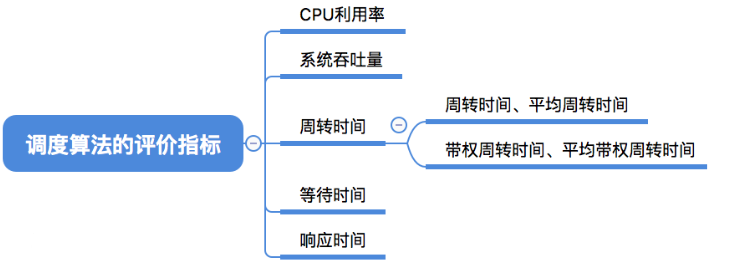 CPU利用率
系统吞吐量
调度算法的评价指标
周转时间
周转时间、平均周转时间
带权周转时间、平均带权周转时间
等待时间
响应时间